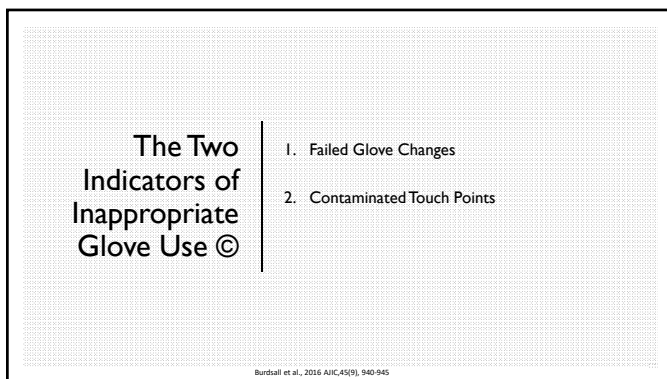 The Two
Indicators of
Inappropriate
Glove Use ©
1. Failed Glove Changes
2. Contaminated Touch Points
Burdsall et al., 2016 AJIC,45(9), 940-945